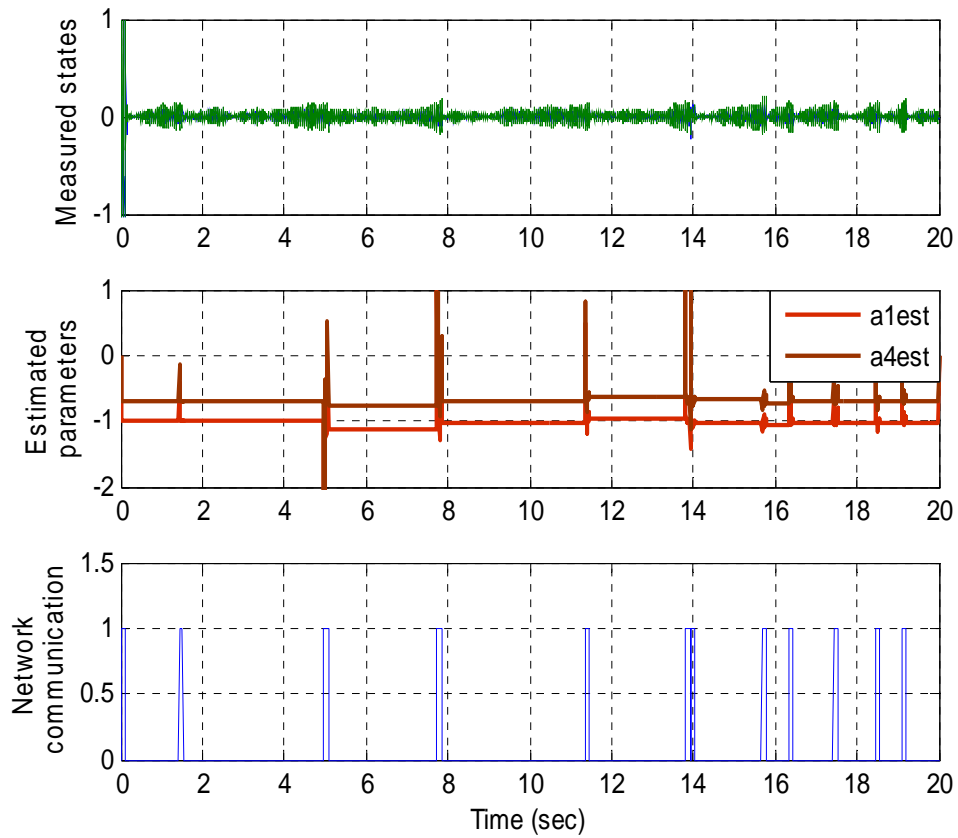 Measured states
1
0
-1
0 2 4 6 8 10 12 14 16 18 20
Estimated
parameters
1
0
-1
-2
a1est
a4est
0 2 4 6 8 10 12 14 16 18 20
Network
communication
1.5
1
0.5
0
0 2 4 6 8 10 12 14 16 18 20
Time (sec)